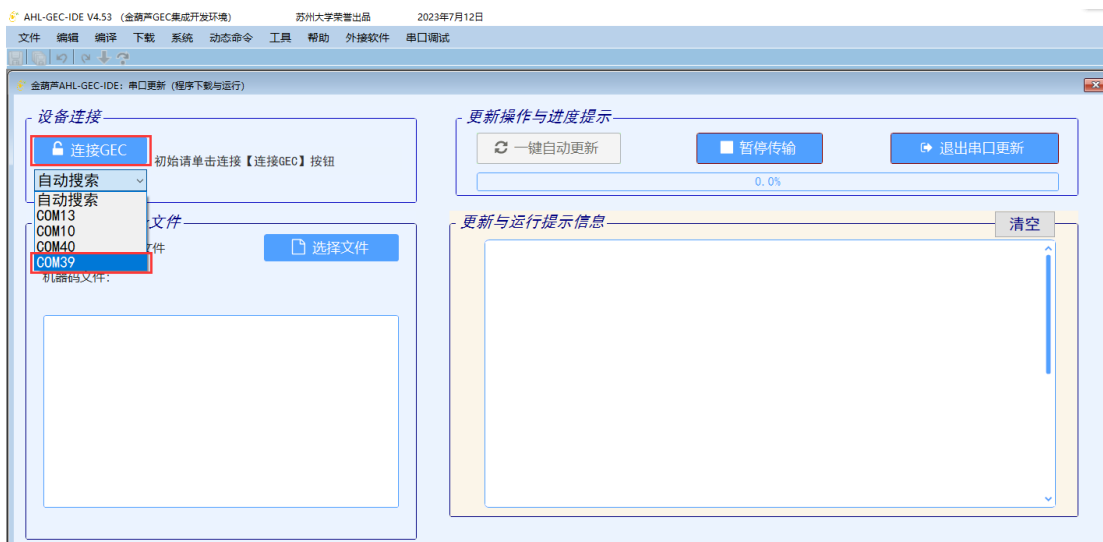 AHL-GEC-IDE V4.53 （金葫芦GEC集成开发环境） 苏州大学荣誉出品 2023年7月12日
文件 编辑 编译 下载 系统 动态命令 工具 帮助 外接软件 串口调试
金葫芦AHL-GEC-IDE：串口更新（程序下载与运行）
设备连接
连接GEC
初始请单击连接【连接GEC】按钮
自动搜索
自动搜索
COM13
COM10
COM40
COM39
文件
文件
选择文件
机器码文件：
更新操作与进度提示
一键自动更新
暂停传输
退出串口更新
0.0%
更新与运行提示信息
清空